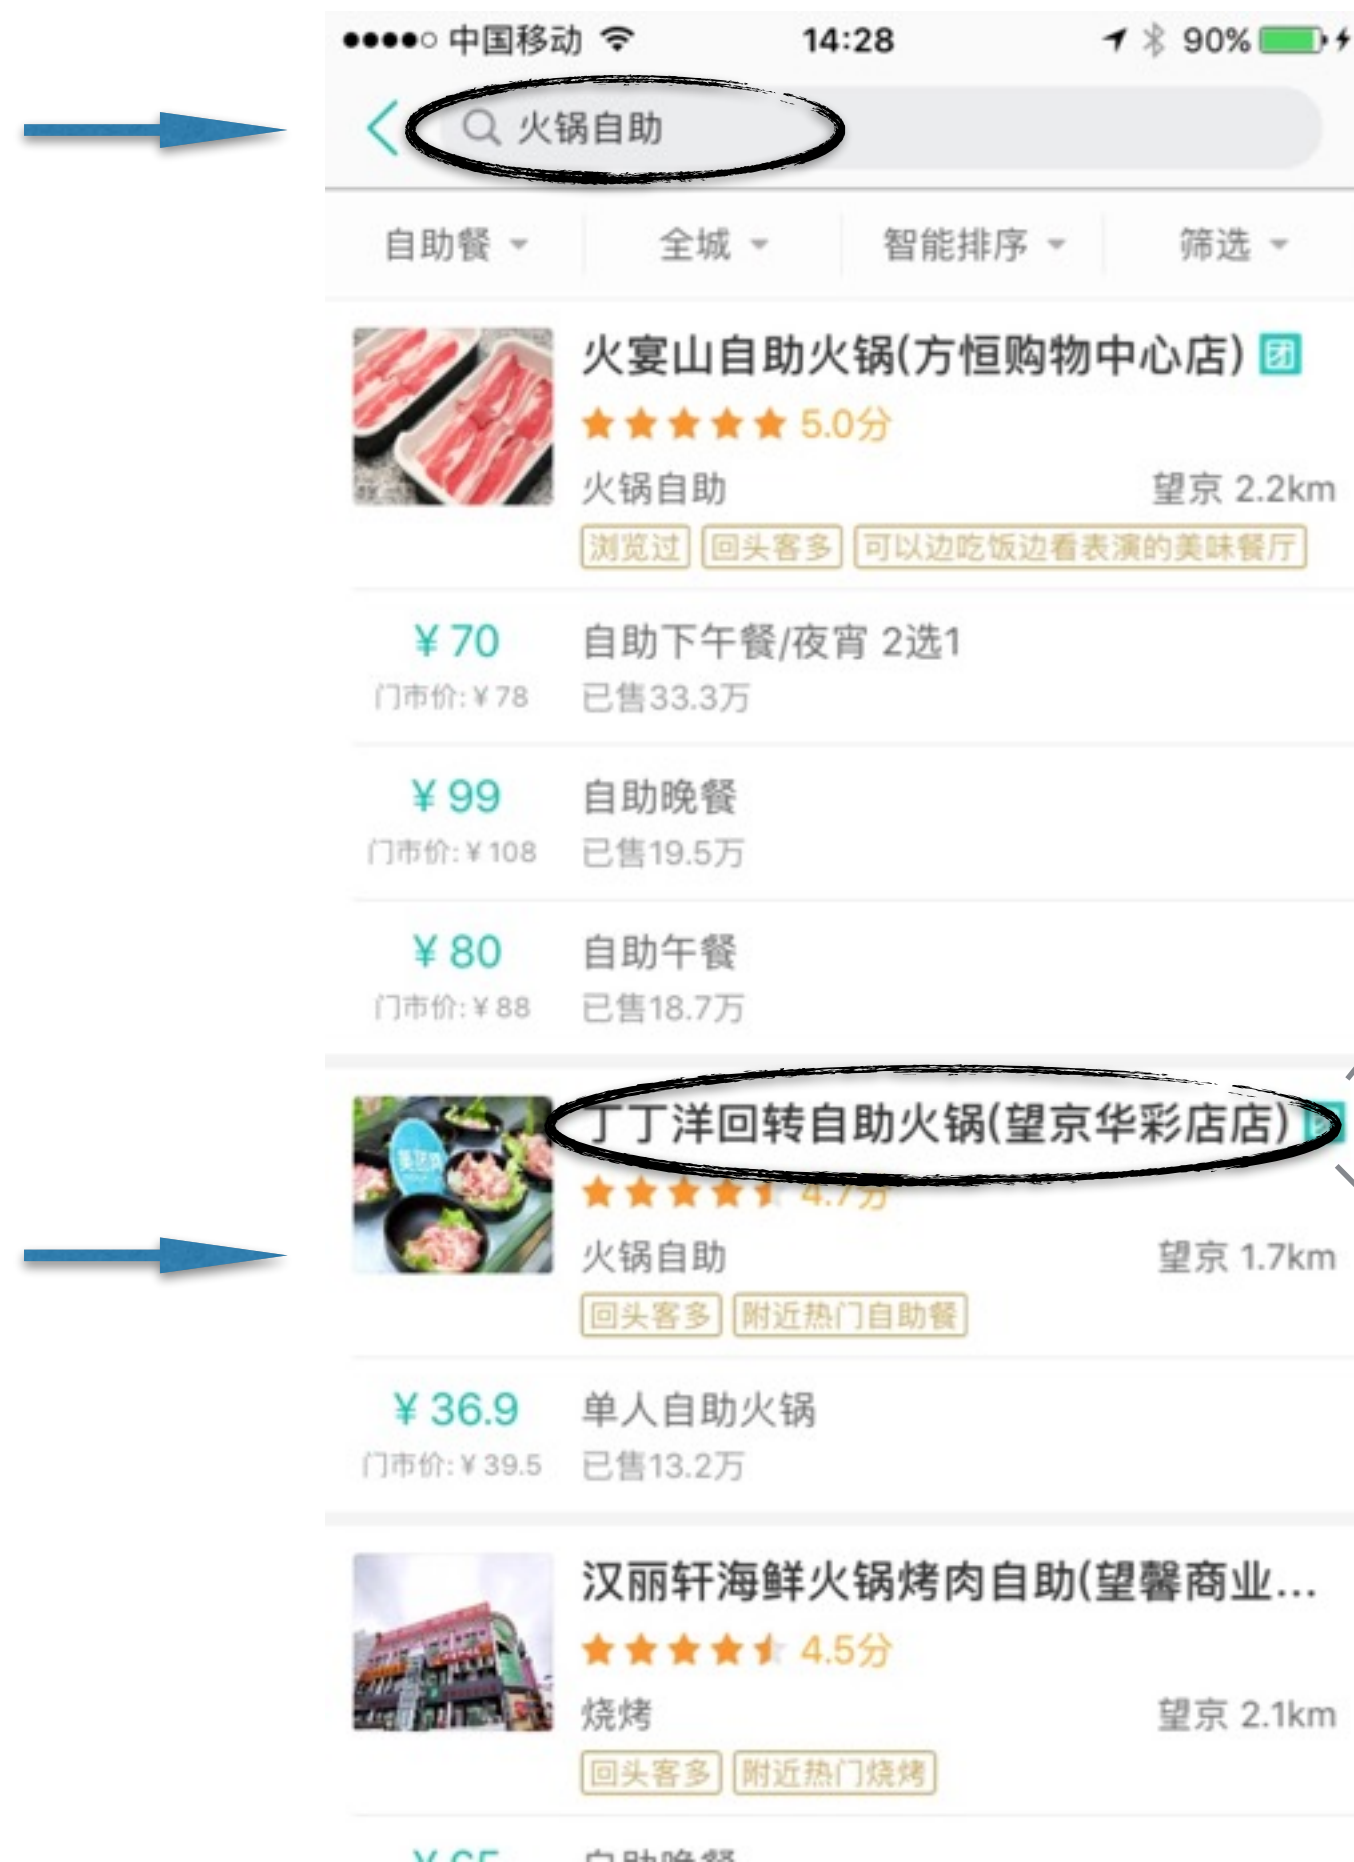 中国移动 14:28 90%
火锅自助
自助餐 全城 智能排序 筛选
火宴山自助火锅(方恒购物中心店) 团
5.0分
火锅自助 望京 2.2km
浏览过 回头客多 可以边吃饭边看表演的美味餐厅
¥70 自助下午餐/夜宵 2选1
门市价:¥78 已售33.3万
¥99 自助晚餐
门市价:¥108 已售19.5万
¥80 自助午餐
门市价:¥88 已售18.7万
丁丁洋回转自助火锅(望京华彩店店) 团
4.7分
火锅自助 望京 1.7km
回头客多 附近热门自助餐
¥36.9 单人自助火锅
门市价:¥39.5 已售13.2万
汉丽轩海鲜火锅烤肉自助(望馨商业...
4.5分
烧烤 望京 2.1km
回头客多 附近热门烧烤
¥65 自助晚餐